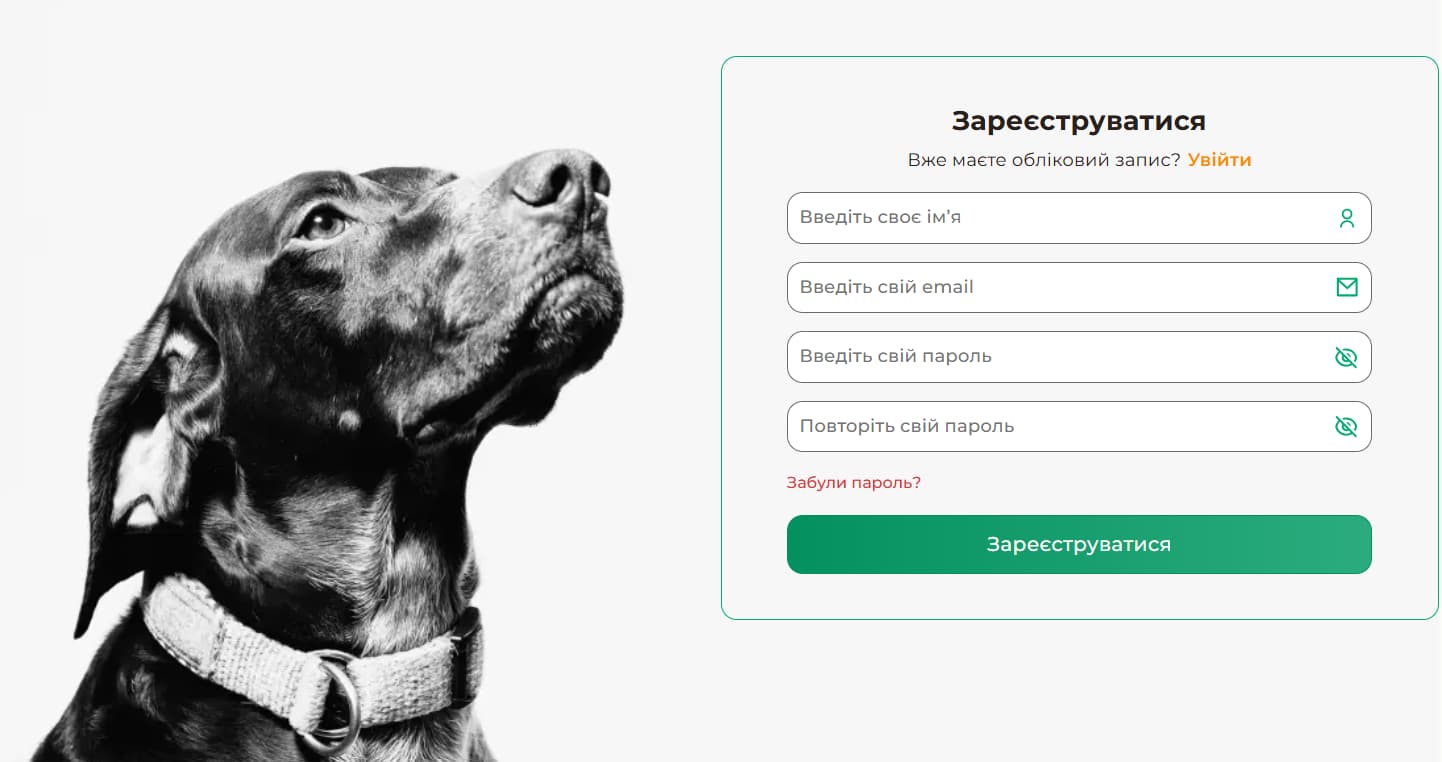 Зареєструватися
Вже маєте обліковий запис? Увійти
Введіть своє ім’я
Введіть свій email
Введіть свій пароль
Повторіть свій пароль
Забули пароль?
Зареєструватися